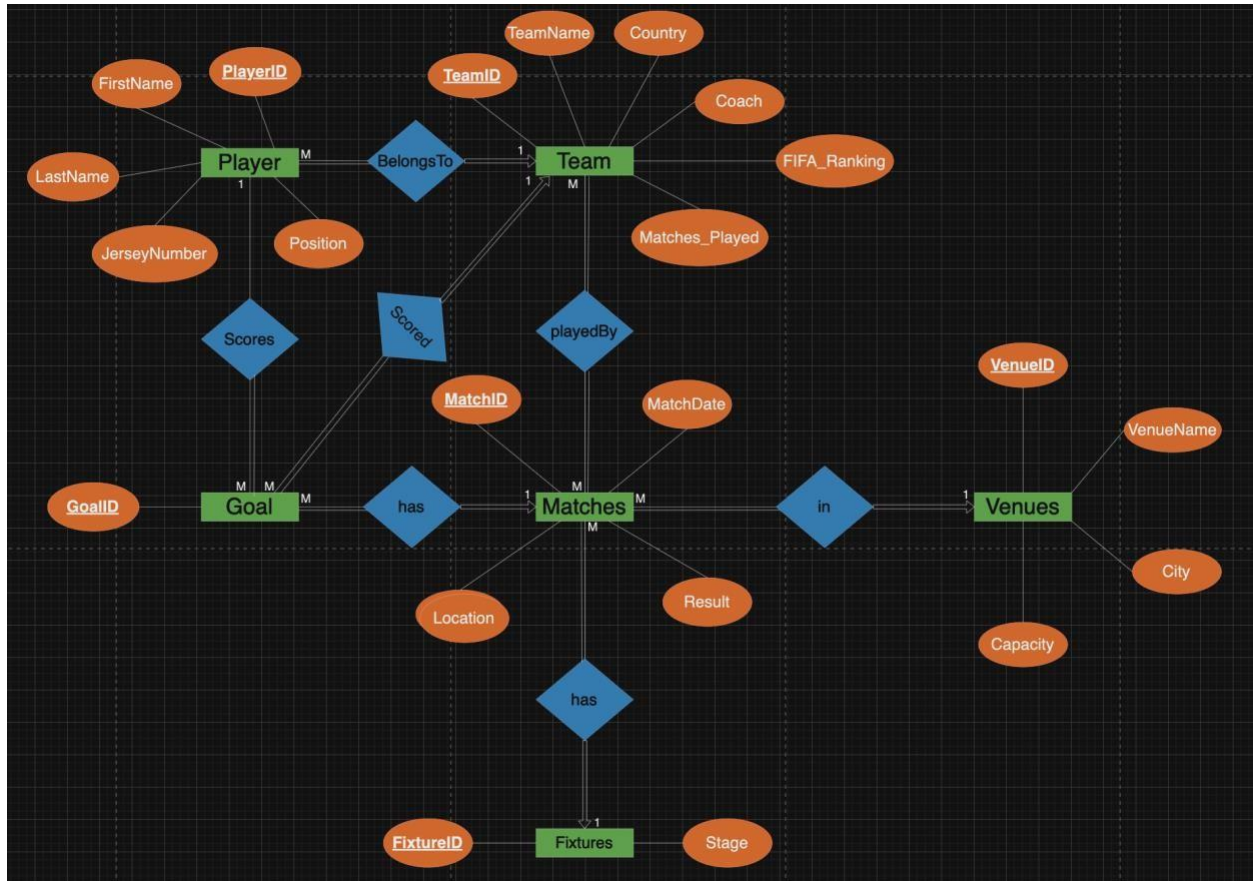 TeamName
Country
FirstName
PlayerID
TeamID
Coach
Player
M
BelongsTo
1
Team
FIFA_Ranking
LastName
1
1
M
JerseyNumber
Position
Matches_Played
Scores
Scored
playedBy
VenueID
MatchID
MatchDate
VenueName
M
M
M
GoalID
Goal
M
has
1
Matches
M
in
1
Venues
M
City
Location
Result
Capacity
has
1
FixtureID
Fixtures
Stage